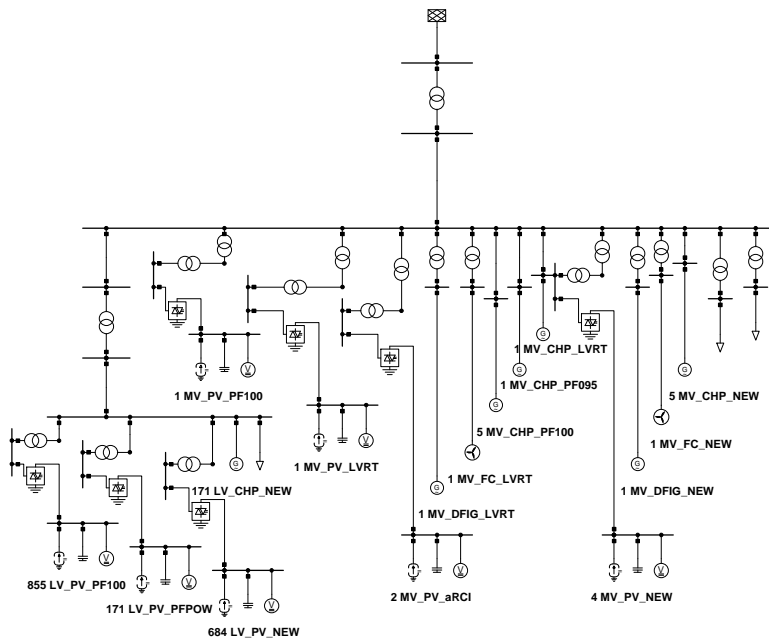 1 MV_CHP_LVRT
1 MV_CHP_PF095
1 MV_PV_PF100
5 MV_CHP_NEW
5 MV_CHP_PF100
1 MV_FC_NEW
1 MV_PV_LVRT
171 LV_CHP_NEW
1 MV_FC_LVRT
1 MV_DFIG_NEW
1 MV_DFIG_LVRT
855 LV_PV_PF100
2 MV_PV_aRCI
4 MV_PV_NEW
171 LV_PV_PFPOW
684 LV_PV_NEW